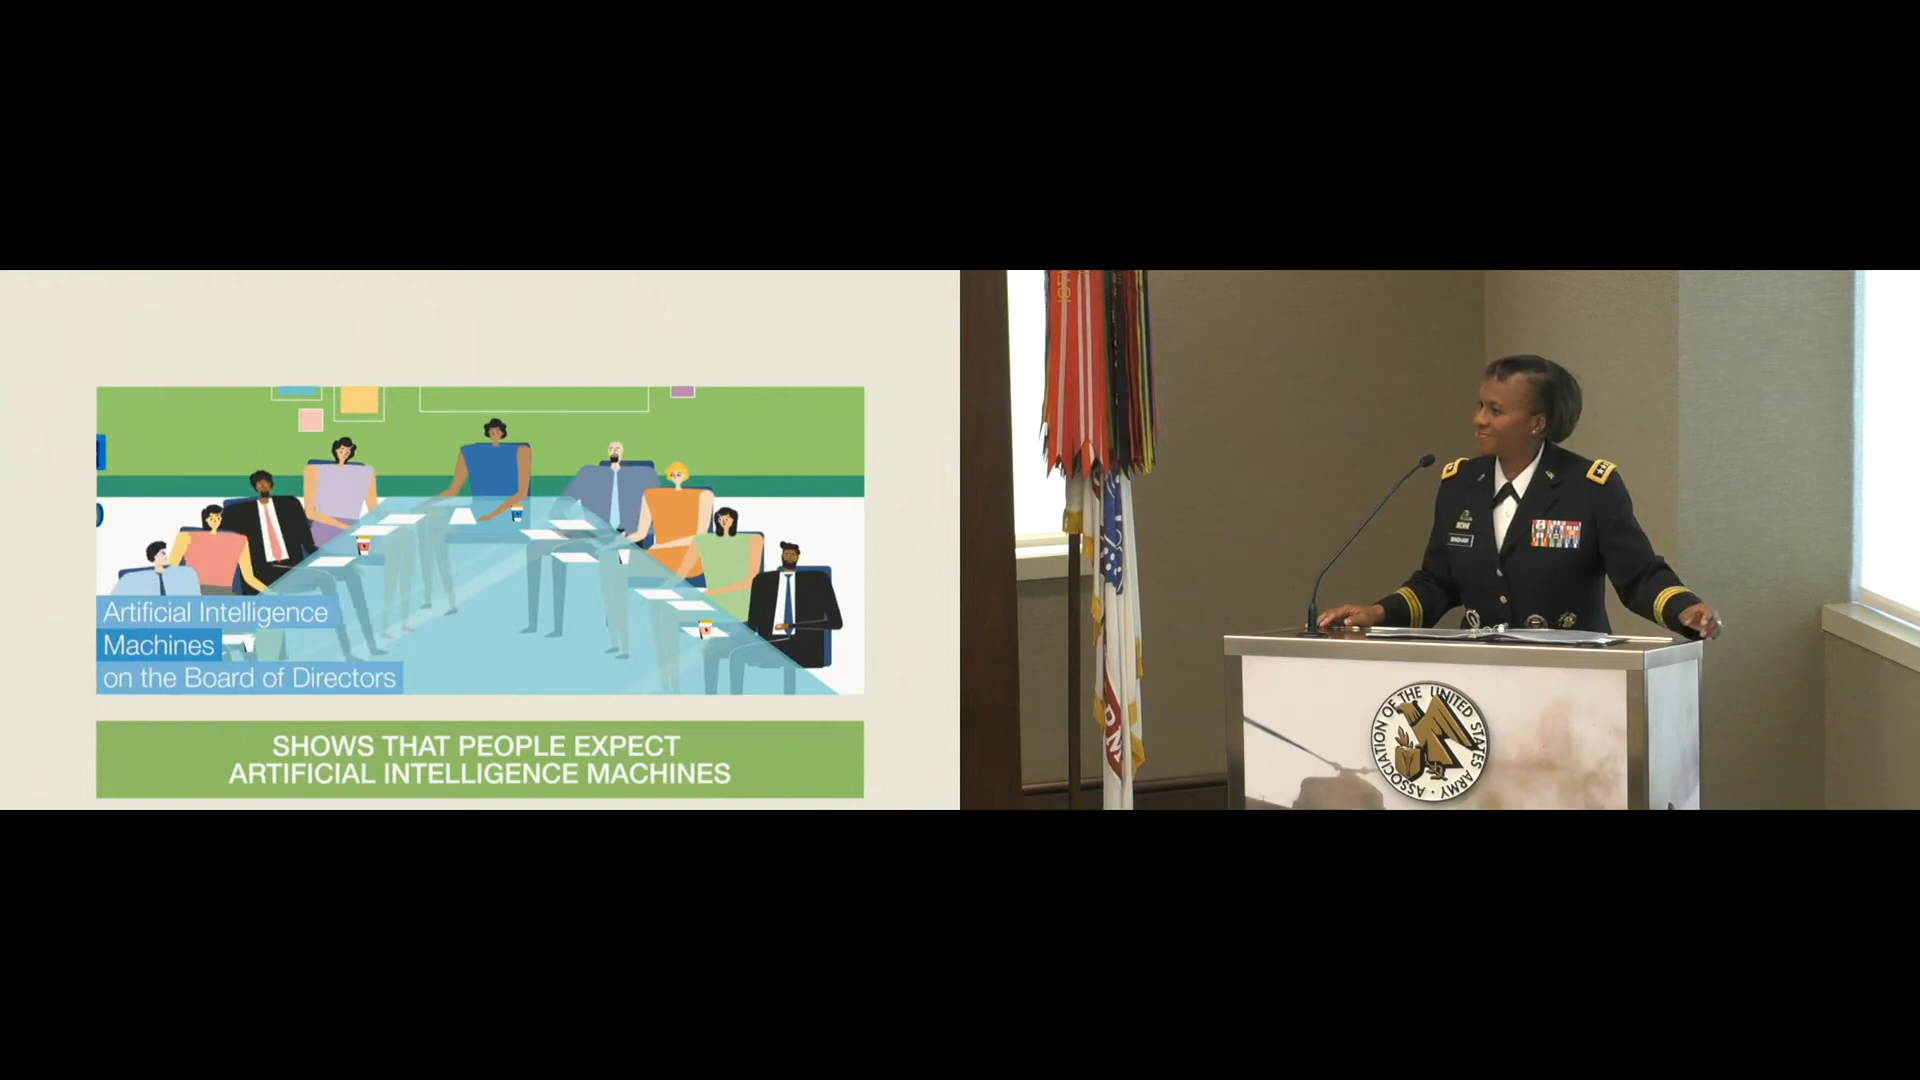 Artificial Intelligence
Machines
on the Board of Directors
SHOWS THAT PEOPLE EXPECT
ARTIFICIAL INTELLIGENCE MACHINES
BINGHAM
ASSOCIATION OF THE UNITED STATES ARMY